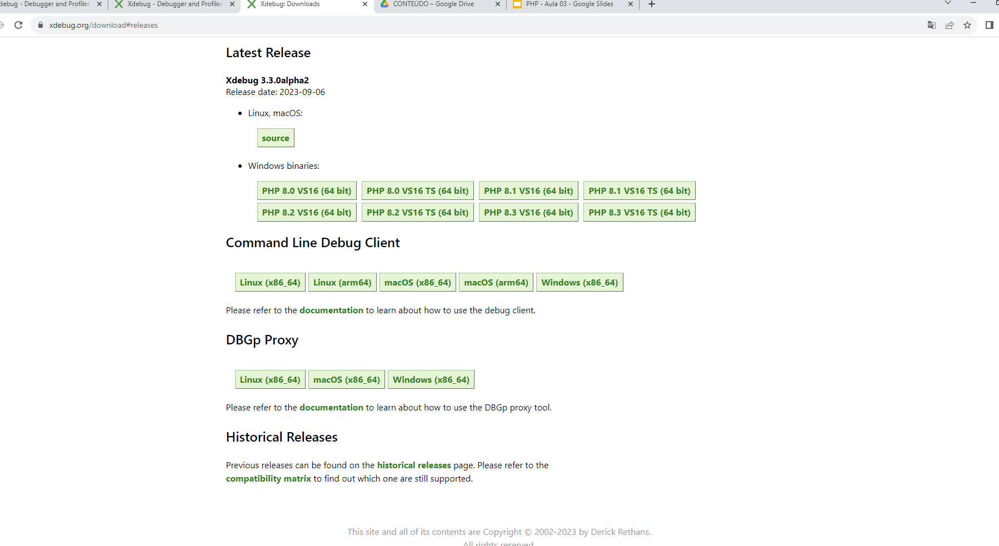 debug - Debugger and Profiler
Xdebug - Debugger and Profiler
Xdebug: Downloads
CONTEÚDO – Google Drive
PHP - Aula 03 - Google Slides
xdebug.org/download#releases
Latest Release
Xdebug 3.3.0alpha2
Release date: 2023-09-06
Linux, macOS:
source
Windows binaries:
PHP 8.0 VS16 (64 bit) PHP 8.0 VS16 TS (64 bit) PHP 8.1 VS16 (64 bit) PHP 8.1 VS16 TS (64 bit)
PHP 8.2 VS16 (64 bit) PHP 8.2 VS16 TS (64 bit) PHP 8.3 VS16 (64 bit) PHP 8.3 VS16 TS (64 bit)
Command Line Debug Client
Linux (x86_64) Linux (arm64) macOS (x86_64) macOS (arm64) Windows (x86_64)
Please refer to the documentation to learn about how to use the debug client.
DBGp Proxy
Linux (x86_64) macOS (x86_64) Windows (x86_64)
Please refer to the documentation to learn about how to use the DBGp proxy tool.
Historical Releases
Previous releases can be found on the historical releases page. Please refer to the
compatibility matrix to find out which one are still supported.
This site and all of its contents are Copyright © 2002-2023 by Derick Rethans.
All rights reserved